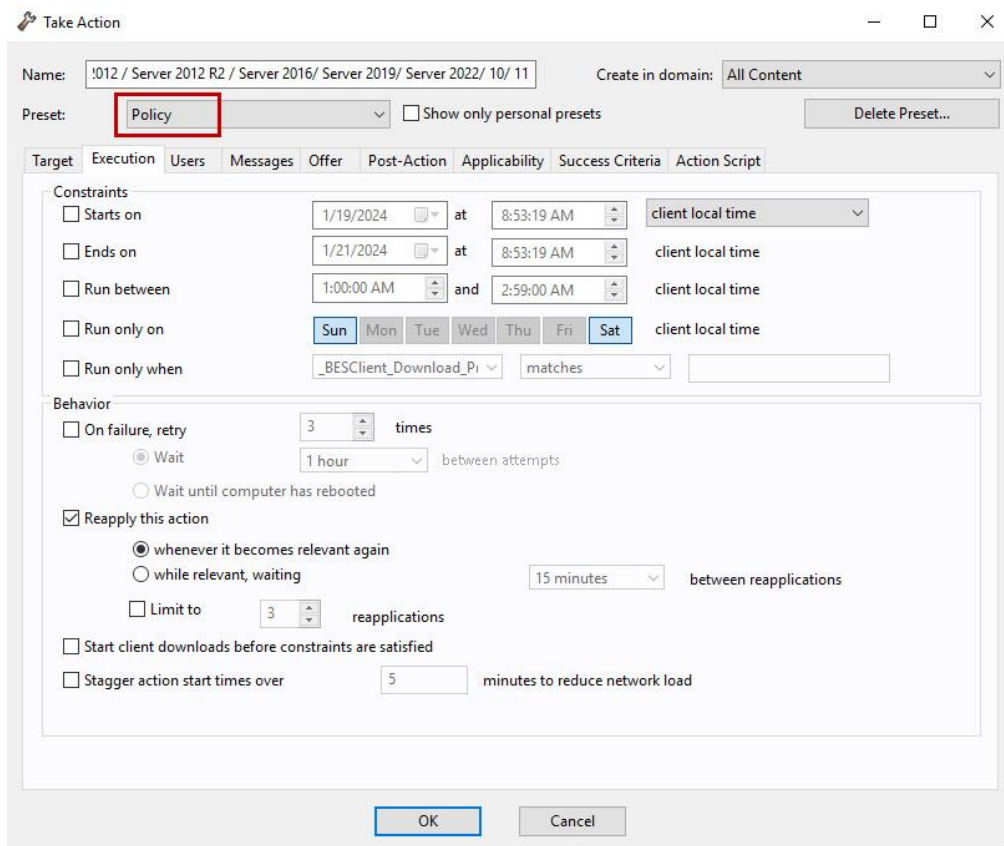 Take Action
Name: !012 / Server 2012 R2 / Server 2016/ Server 2019/ Server 2022/ 10/ 11 Create in domain: All Content
Preset: Policy Show only personal presets Delete Preset...
Target Execution Users Messages Offer Post-Action Applicability Success Criteria Action Script
Constraints
Starts on 1/19/2024 at 8:53:19 AM client local time
Ends on 1/21/2024 at 8:53:19 AM client local time
Run between 1:00:00 AM and 2:59:00 AM client local time
Run only on Sun Mon Tue Wed Thu Fri Sat client local time
Run only when _BESClient_Download_Pr matches
Behavior
On failure, retry 3 times
Wait 1 hour between attempts
Wait until computer has rebooted
Reapply this action
whenever it becomes relevant again
while relevant, waiting 15 minutes between reapplications
Limit to 3 reapplications
Start client downloads before constraints are satisfied
Stagger action start times over 5 minutes to reduce network load
OK Cancel